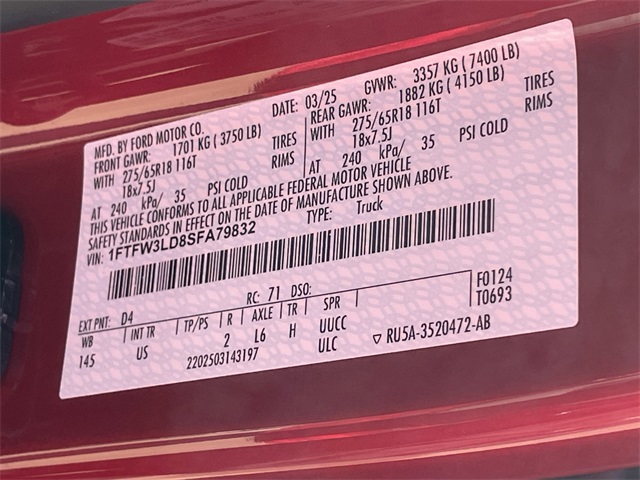 MFD. BY FORD MOTOR CO.
DATE: 03/25 GVWR: 3357 KG ( 7400 LB)
FRONT GAWR: 1701 KG ( 3750 LB) REAR GAWR: 1882 KG ( 4150 LB)
WITH 275/65R18 116T TIRES WITH 275/65R18 116T TIRES
18x7.5J RIMS 18x7.5J RIMS
AT 240 kPa/ 35 PSI COLD AT 240 kPa/ 35 PSI COLD
THIS VEHICLE CONFORMS TO ALL APPLICABLE FEDERAL MOTOR VEHICLE
SAFETY STANDARDS IN EFFECT ON THE DATE OF MANUFACTURE SHOWN ABOVE.
VIN: 1FTFW3LD8SFA79832 TYPE: Truck
F0124
T0693
EXT PNT: D4 RC: 71 DSO:
WB INT TR TP/PS R AXLE TR SPR
145 US 2 L6 H UUCC
2202503143197 ULC ▽ RU5A-3520472-AB